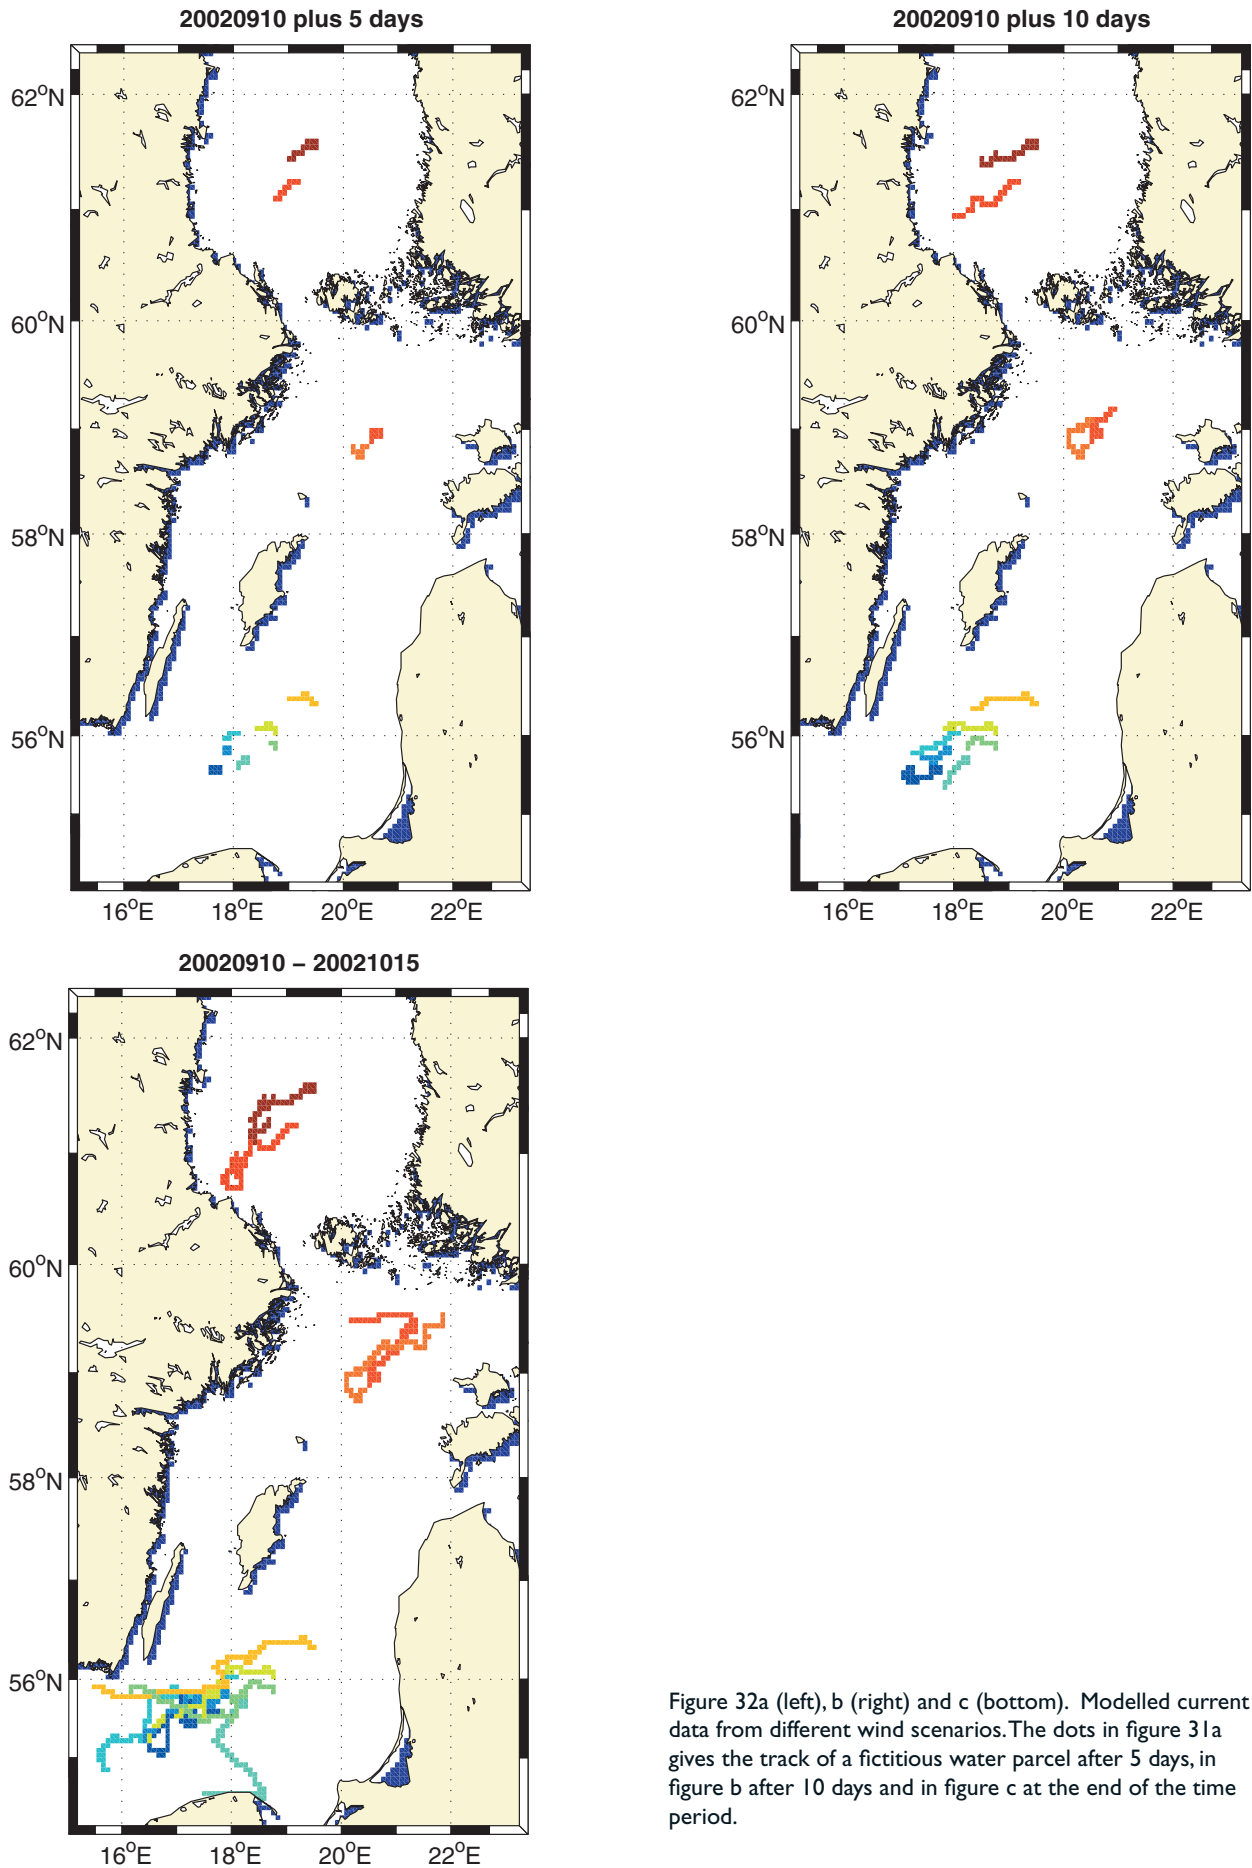 20020910 plus 5 days
62°N
60°N
58°N
56°N
16°E 18°E 20°E 22°E
20020910 plus 10 days
62°N
60°N
58°N
56°N
16°E 18°E 20°E 22°E
20020910 – 20021015
62°N
60°N
58°N
56°N
16°E 18°E 20°E 22°E
Figure 32a (left), b (right) and c (bottom). Modelled current
data from different wind scenarios. The dots in figure 31a
gives the track of a fictitious water parcel after 5 days, in
figure b after 10 days and in figure c at the end of the time
period.